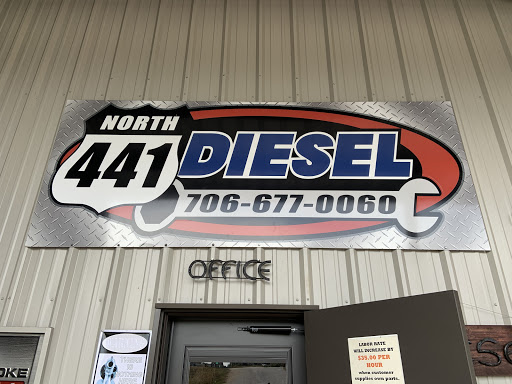 NORTH
441
DIESEL
706-677-0060
OFFICE
LABOR RATE
WILL INCREASE BY
$35.00 PER
HOUR
when customer
supplies own parts.
OKE